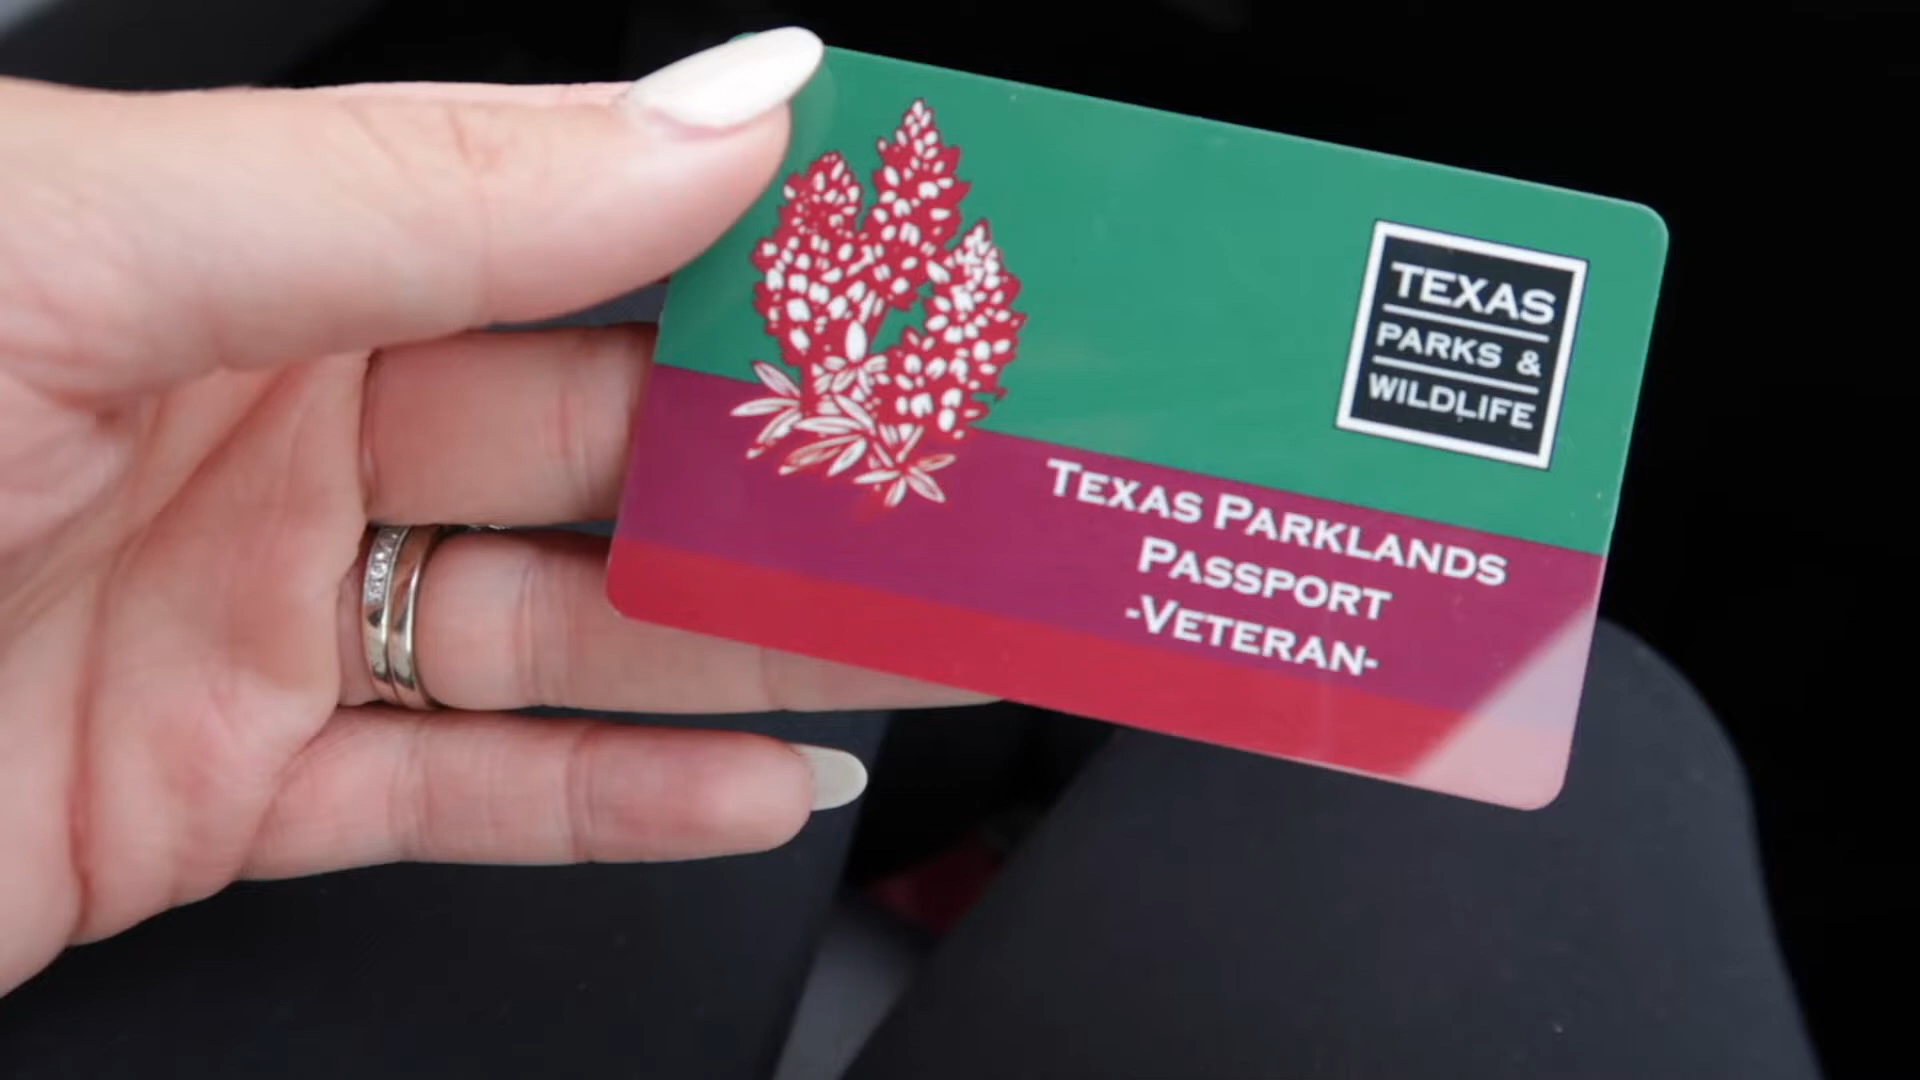 TEXAS
PARKS &
WILDLIFE
TEXAS PARKLANDS
PASSPORT
-VETERAN-